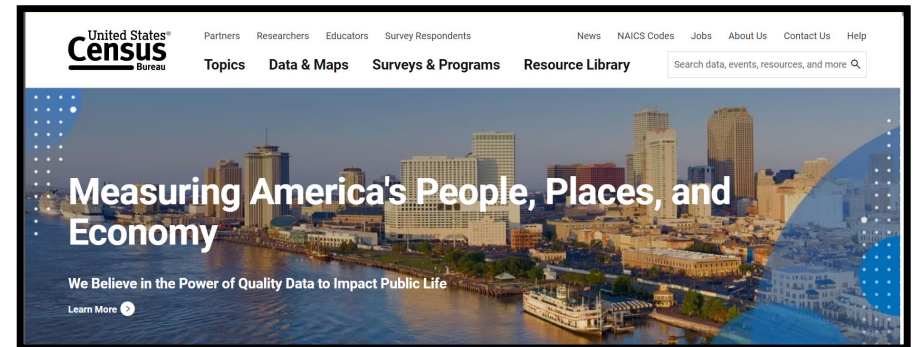 United States®
Census
Bureau
Partners Researchers Educators Survey Respondents
News NAICS Codes Jobs About Us Contact Us Help
Topics Data & Maps Surveys & Programs Resource Library
Search data, events, resources, and more
Measuring America's People, Places, and
Economy
We Believe in the Power of Quality Data to Impact Public Life
Learn More